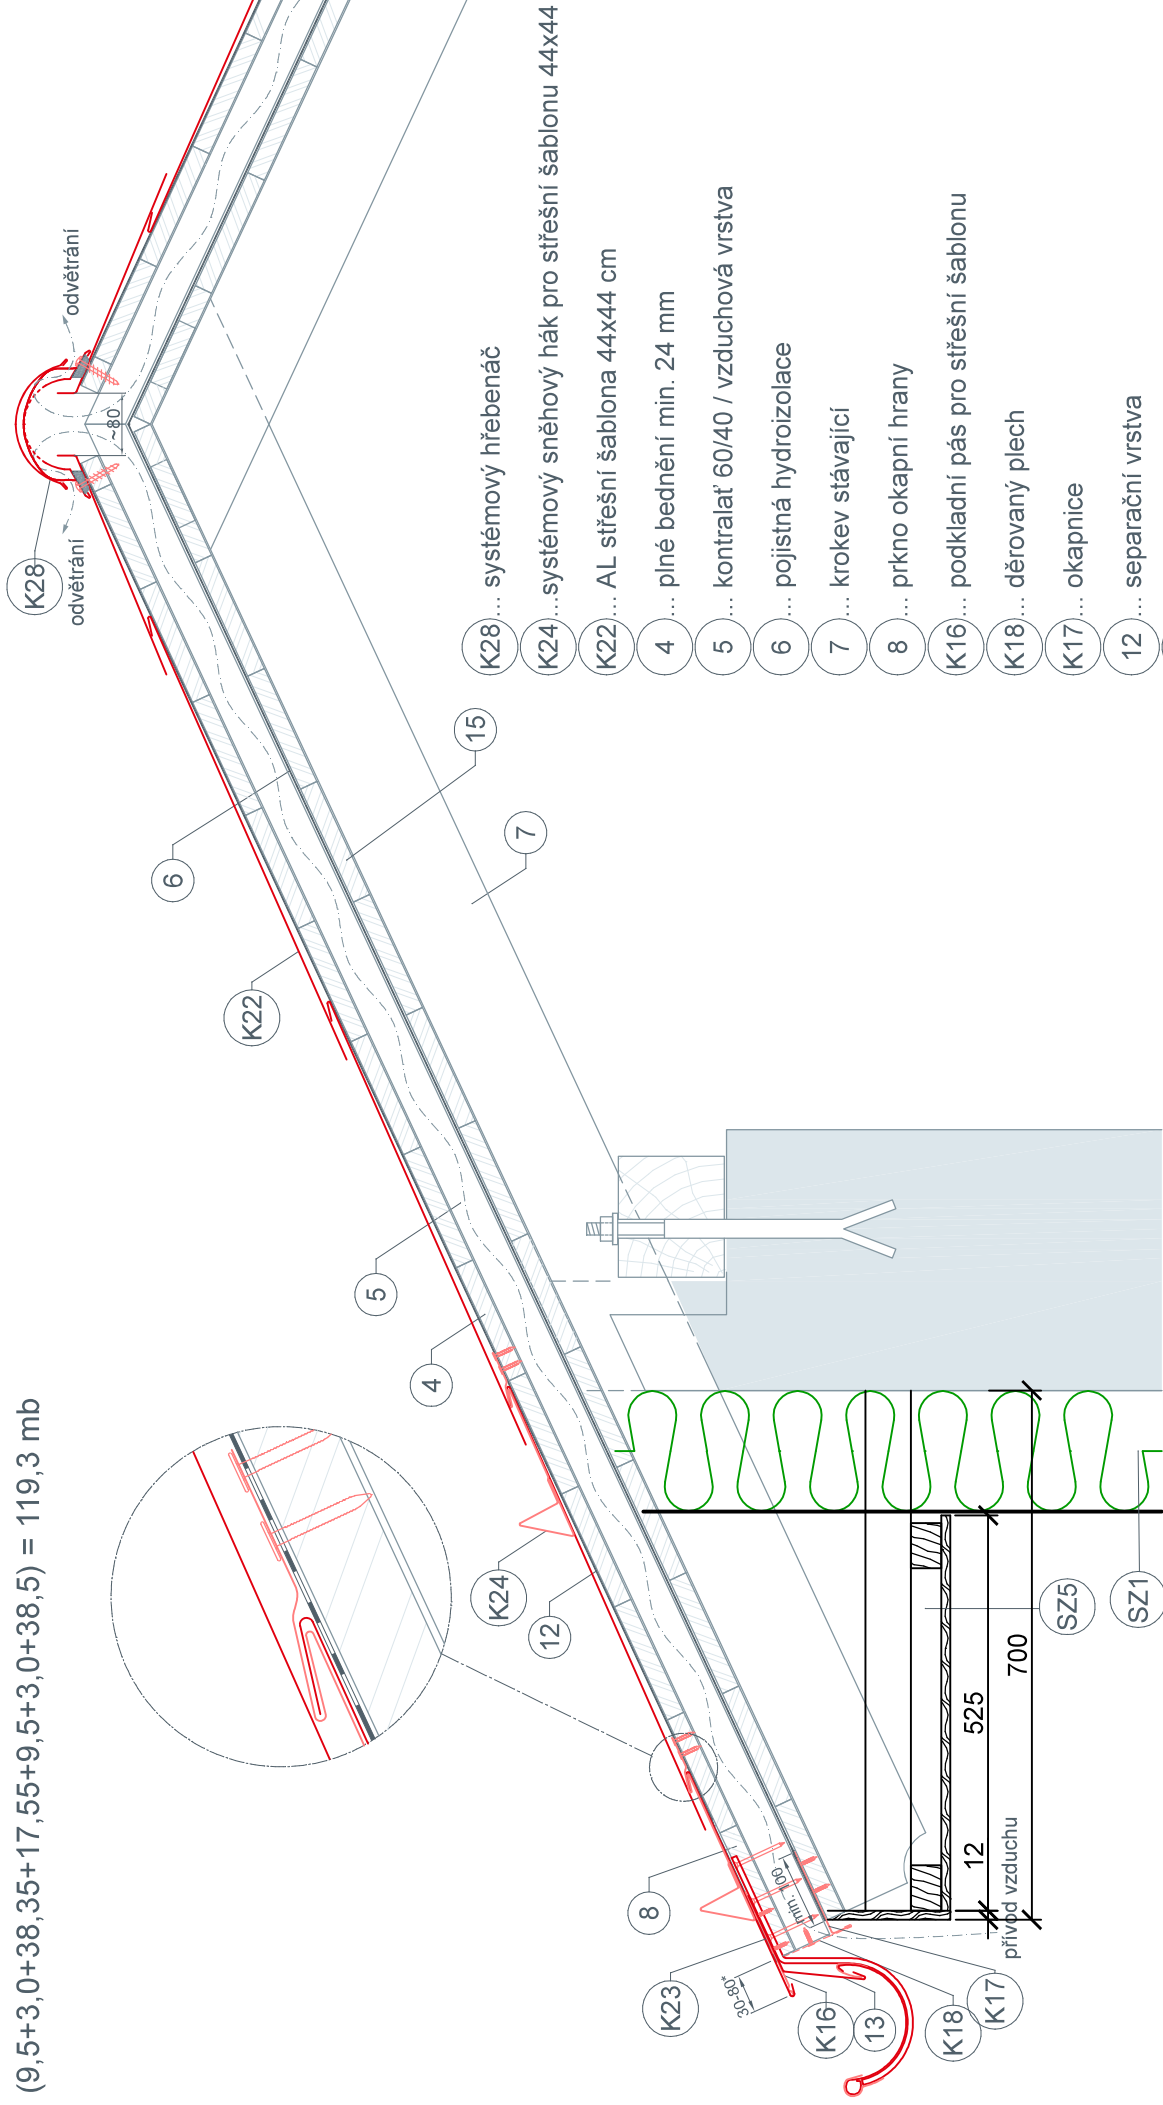 (9,5+3,0+38,35+17,55+9,5+3,0+38,5) = 119,3 mb
K28
odvětrání
odvětrání
~80
6
K22
15
7
5
4
K24
12
8
K23
30-80*
min. 100
K16
13
K18
K17
přívod vzduchu
12
525
700
SZ5
SZ1
K28... systémový hřebenáč
K24... systémový sněhový hák pro střešní šablonu 44x44
K22... AL střešní šablona 44x44 cm
4 ... plné bednění min. 24 mm
5 ... kontralať 60/40 / vzduchová vrstva
6 ... pojistná hydroizolace
7 ... krokev stávající
8 ... prkno okapní hrany
K16... podkladní pás pro střešní šablonu
K18... děrovaný plech
K17... okapnice
12 ... separační vrstva